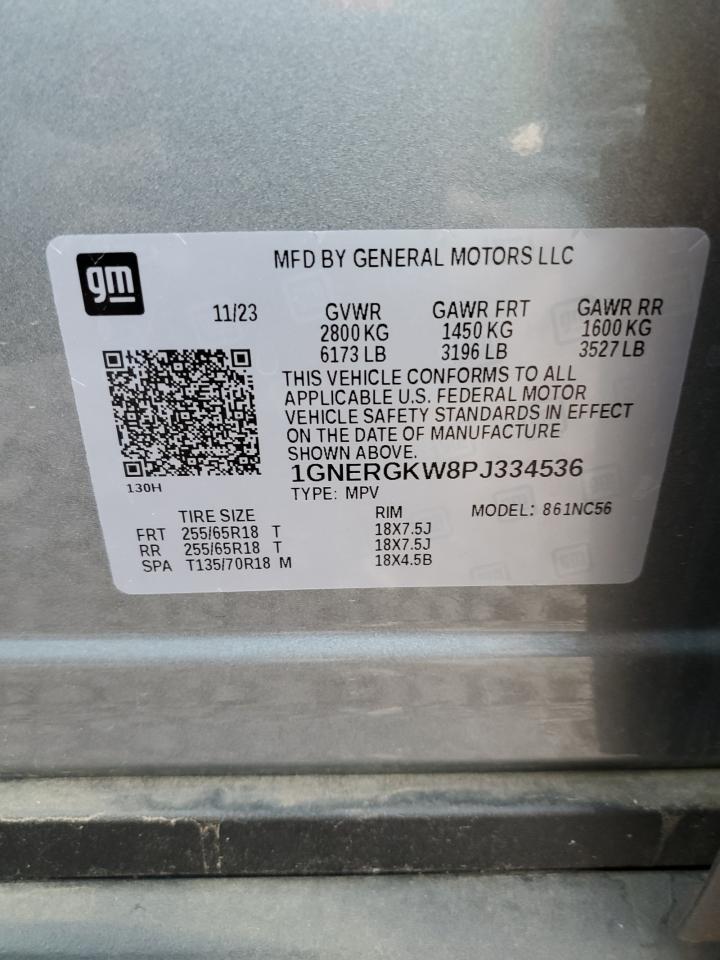 gm
MFD BY GENERAL MOTORS LLC
11/23 GVWR GAWR FRT GAWR RR
2800 KG 1450 KG 1600 KG
6173 LB 3196 LB 3527 LB
THIS VEHICLE CONFORMS TO ALL
APPLICABLE U.S. FEDERAL MOTOR
VEHICLE SAFETY STANDARDS IN EFFECT
ON THE DATE OF MANUFACTURE
SHOWN ABOVE.
1GNERGKW8PJ334536
130H
TYPE: MPV
TIRE SIZE RIM MODEL: 861NC56
FRT 255/65R18 T 18X7.5J
RR 255/65R18 T 18X7.5J
SPA T135/70R18 M 18X4.5B